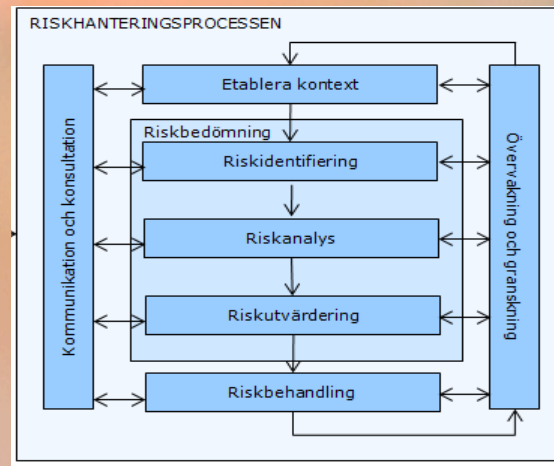 RISKHANTERINGSPROCESSEN
Etablera kontext
Riskbedömning
Riskidentifiering
Riskanalys
Riskutvärdering
Riskbehandling
Kommunikation och konsultation
Övervakning och granskning